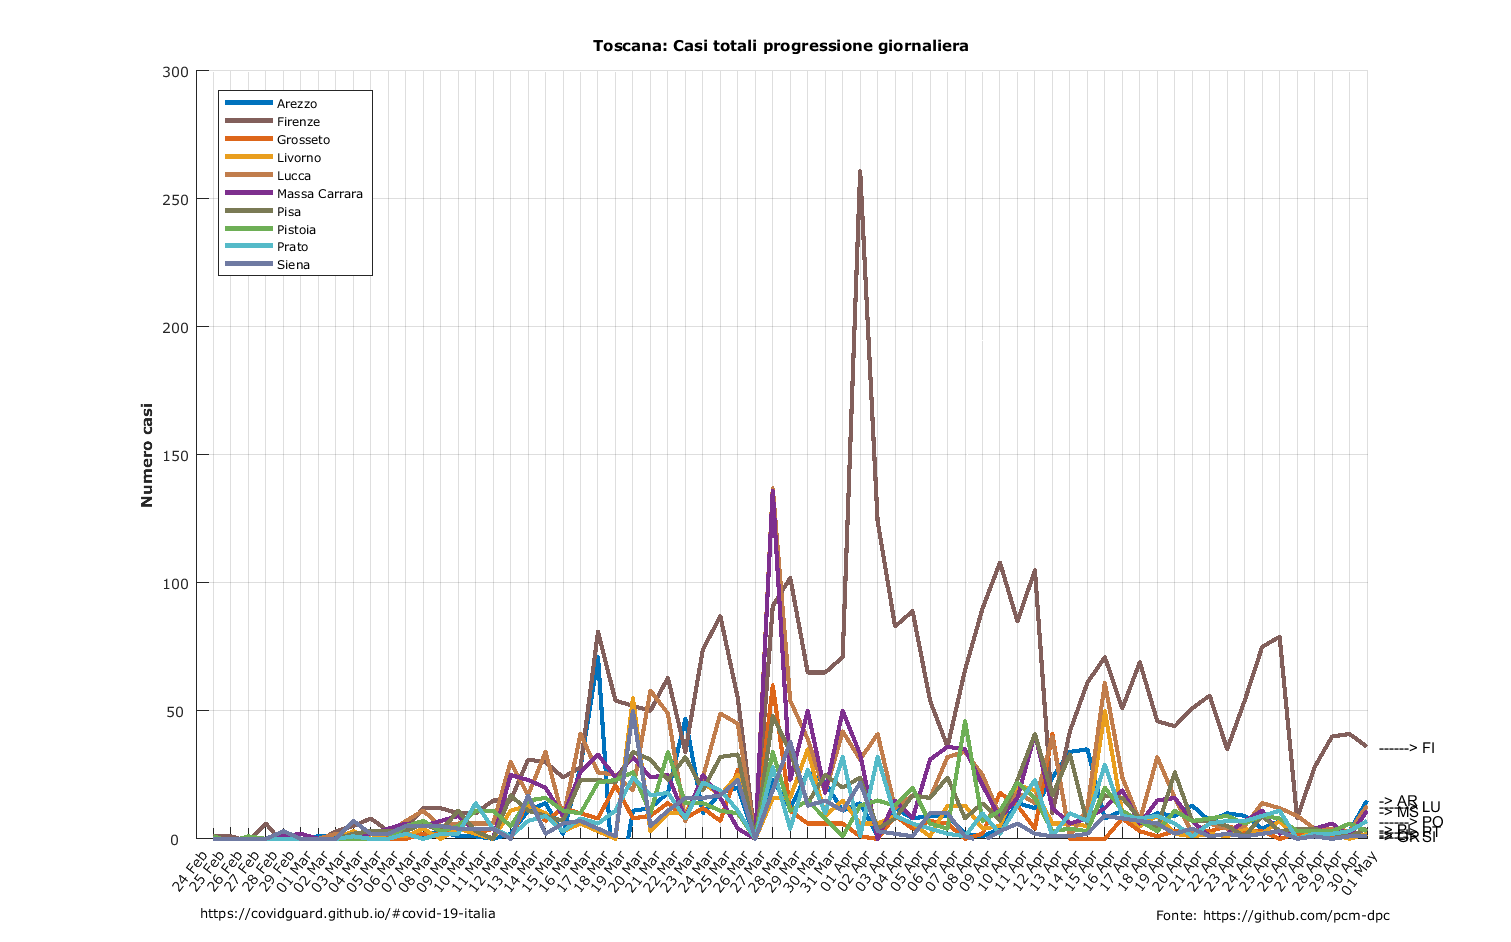 Toscana: Casi totali progressione giornaliera
300
250
200
150
100
50
0
Numero casi
Arezzo
Firenze
Grosseto
Livorno
Lucca
Massa Carrara
Pisa
Pistoia
Prato
Siena
------> FI
-> AR
------> LU
-> MS
------> PO
24 Feb
25 Feb
26 Feb
27 Feb
28 Feb
29 Feb
01 Mar
02 Mar
03 Mar
04 Mar
05 Mar
06 Mar
07 Mar
08 Mar
09 Mar
10 Mar
11 Mar
12 Mar
13 Mar
14 Mar
15 Mar
16 Mar
17 Mar
18 Mar
19 Mar
20 Mar
21 Mar
22 Mar
23 Mar
24 Mar
25 Mar
26 Mar
27 Mar
28 Mar
29 Mar
30 Mar
31 Mar
01 Apr
02 Apr
03 Apr
04 Apr
05 Apr
06 Apr
07 Apr
08 Apr
09 Apr
10 Apr
11 Apr
12 Apr
13 Apr
14 Apr
15 Apr
16 Apr
17 Apr
18 Apr
19 Apr
20 Apr
21 Apr
22 Apr
23 Apr
24 Apr
25 Apr
26 Apr
27 Apr
28 Apr
29 Apr
30 Apr
01 May
https://covidguard.github.io/#covid-19-italia
Fonte: https://github.com/pcm-dpc